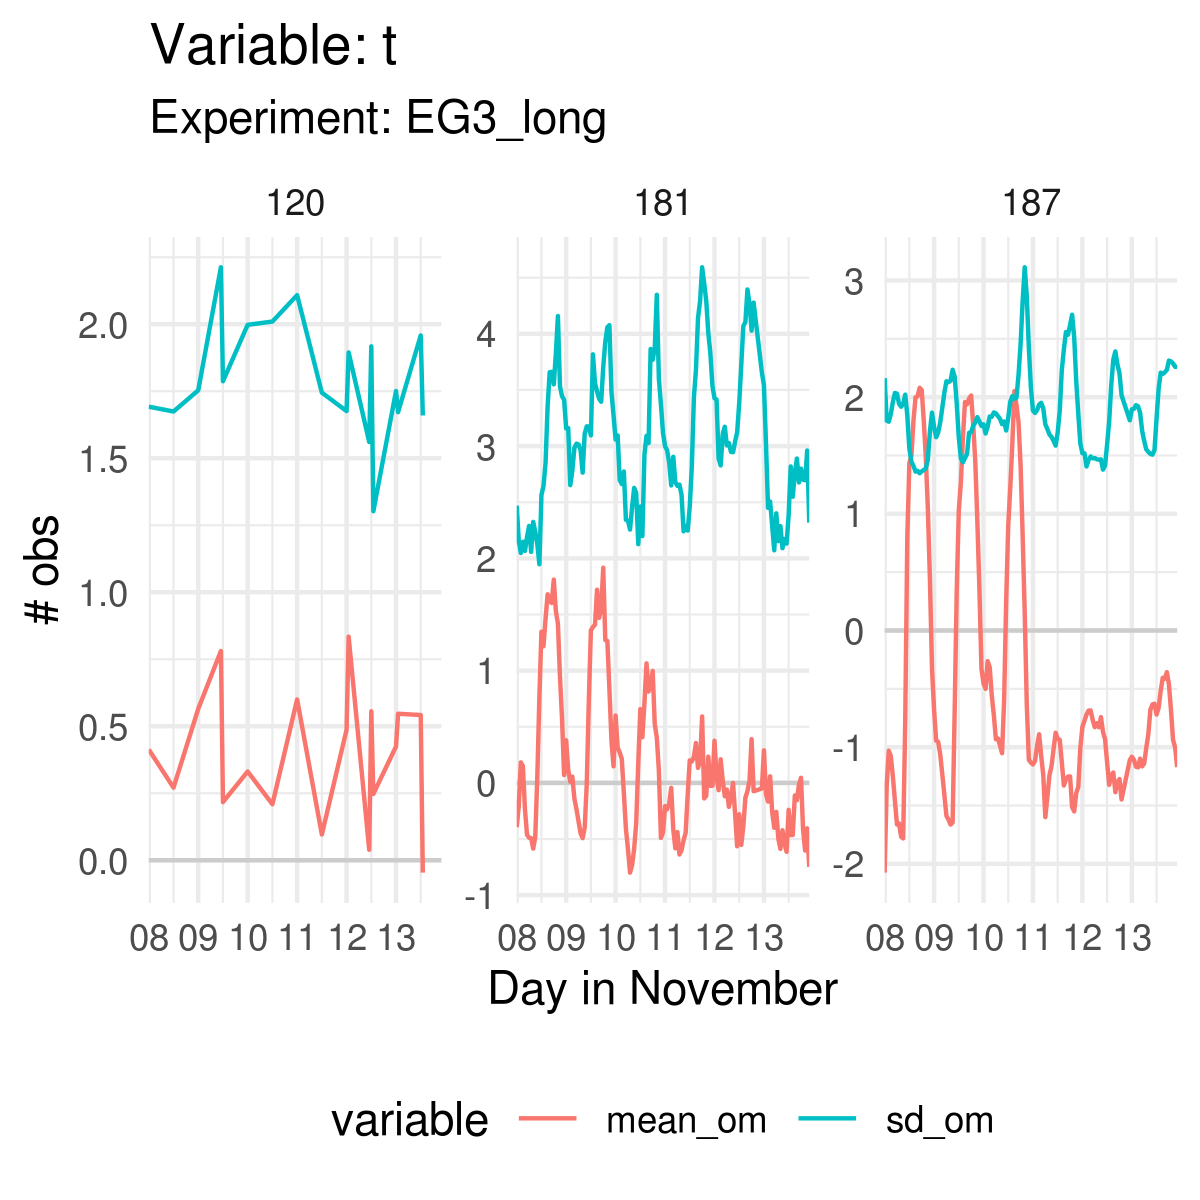 Variable: t
Experiment: EG3_long
120 181 187
2.0
1.5
1.0
0.5
0.0
4
3
2
1
0
-1
3
2
1
0
-1
-2
# obs
08 09 10 11 12 13 08 09 10 11 12 13 08 09 10 11 12 13
Day in November
variable mean_om sd_om